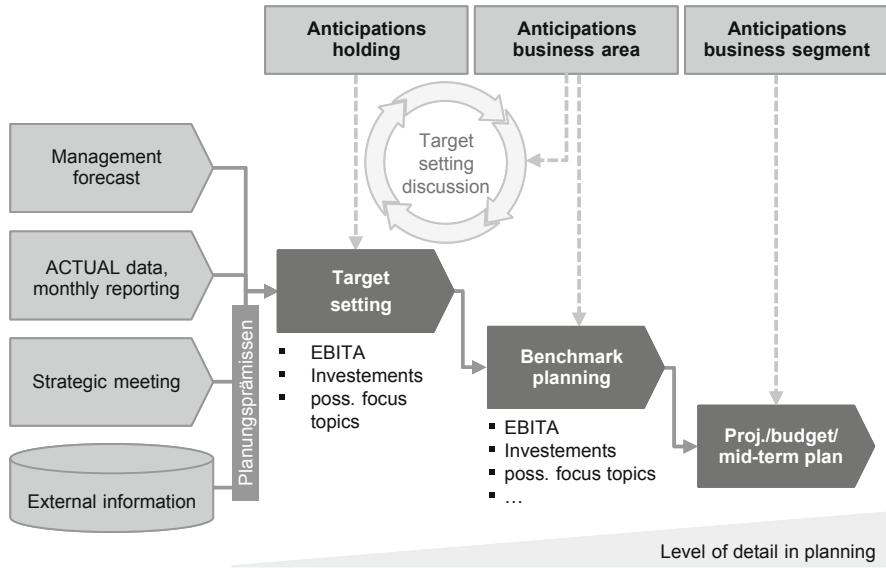 Anticipations
holding
Anticipations
business area
Anticipations
business segment
Target
setting
discussion
Management
forecast
ACTUAL data,
monthly reporting
Strategic meeting
External information
Planungsprämissen
Target
setting
▪ EBITA
▪ Investements
▪ poss. focus
topics
Benchmark
planning
▪ EBITA
▪ Investements
▪ poss. focus topics
▪ …
Proj./budget/
mid-term plan
Level of detail in planning